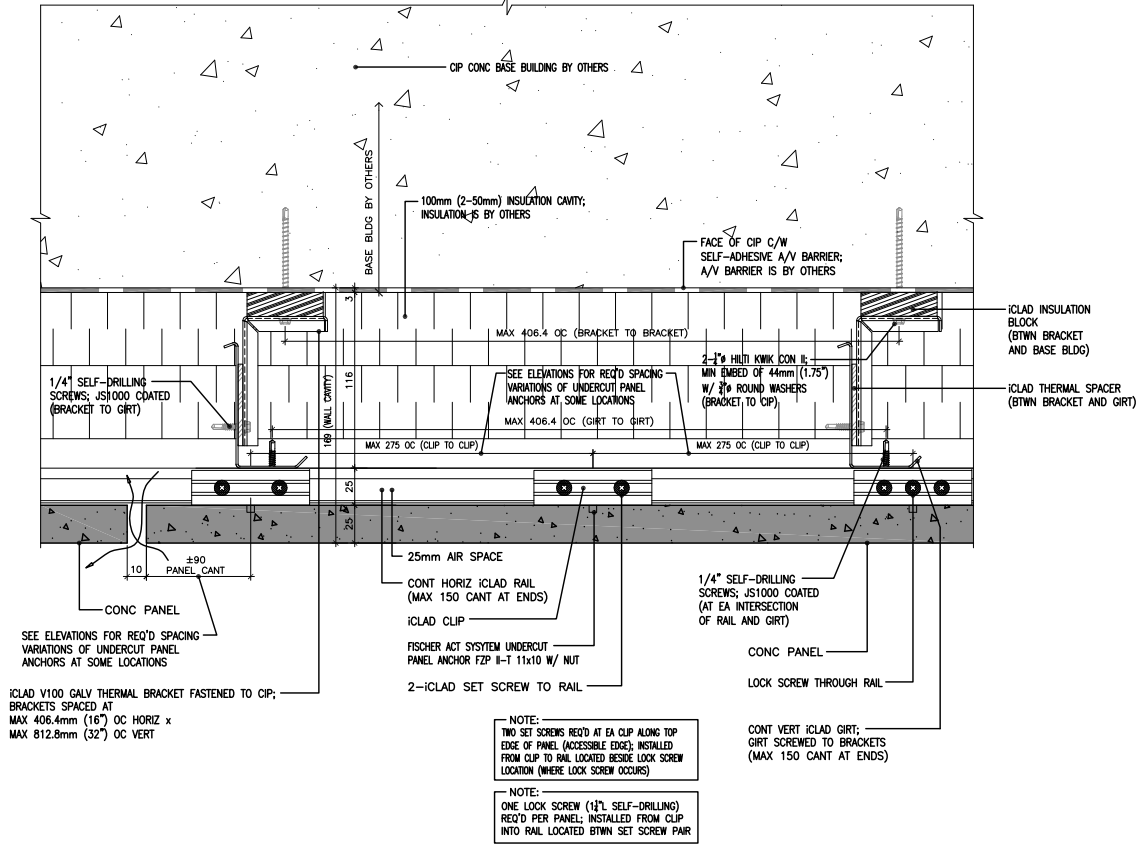 CIP CONC BASE BUILDING BY OTHERS
BASE BLDG BY OTHERS
100mm (2-50mm) INSULATION CAVITY;
INSULATION IS BY OTHERS
FACE OF CIP C/W
SELF-ADHESIVE A/V BARRIER;
A/V BARRIER IS BY OTHERS
3
iCLAD INSULATION
BLOCK
(BTWN BRACKET
AND BASE BLDG)
MAX 406.4 OC (BRACKET TO BRACKET)
2-¼"ø HILTI KWIK CON II;
MIN EMBED OF 44mm (1.75")
ROUND WASHERS
(BRACKET TO CIP)
1/4" SELF-DRILLING
SCREWS; JS1000 COATED
(BRACKET TO GIRT)
116
169 (WALL CAVITY)
SEE ELEVATIONS FOR REQ'D SPACING
VARIATIONS OF UNDERCUT PANEL
ANCHORS AT SOME LOCATIONS
iCLAD THERMAL SPACER
(BTWN BRACKET AND GIRT)
MAX 406.4 OC (GIRT TO GIRT)
MAX 275 OC (CLIP TO CLIP)
MAX 275 OC (CLIP TO CLIP)
25
25
±90
10
PANEL CANT
25mm AIR SPACE
CONT HORIZ iCLAD RAIL
(MAX 150 CANT AT ENDS)
iCLAD CLIP
FISCHER ACT SYSYTEM UNDERCUT
PANEL ANCHOR FZP II-T 11x10 W/ NUT
2-iCLAD SET SCREW TO RAIL
1/4" SELF-DRILLING
SCREWS; JS1000 COATED
(AT EA INTERSECTION
OF RAIL AND GIRT)
CONC PANEL
LOCK SCREW THROUGH RAIL
CONT VERT iCLAD GIRT;
GIRT SCREWED TO BRACKETS
(MAX 150 CANT AT ENDS)
CONC PANEL
SEE ELEVATIONS FOR REQ'D SPACING
VARIATIONS OF UNDERCUT PANEL
ANCHORS AT SOME LOCATIONS
iCLAD V100 GALV THERMAL BRACKET FASTENED TO CIP;
BRACKETS SPACED AT
MAX 406.4mm (16") OC HORIZ x
MAX 812.8mm (32") OC VERT
NOTE:
TWO SET SCREWS REQ'D AT EA CLIP ALONG TOP
EDGE OF PANEL (ACCESSIBLE EDGE); INSTALLED
FROM CLIP TO RAIL LOCATED BESIDE LOCK SCREW
LOCATION (WHERE LOCK SCREW OCCURS)
NOTE:
ONE LOCK SCREW SELF-DRILLING)
REQ'D PER PANEL; INSTALLED FROM CLIP
INTO RAIL LOCATED BTWN SET SCREW PAIR